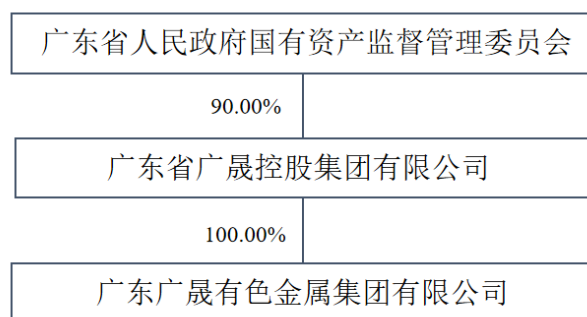 广东省人民政府国有资产监督管理委员会
90.00%
广东省广晟控股集团有限公司
100.00%
广东广晟有色金属集团有限公司